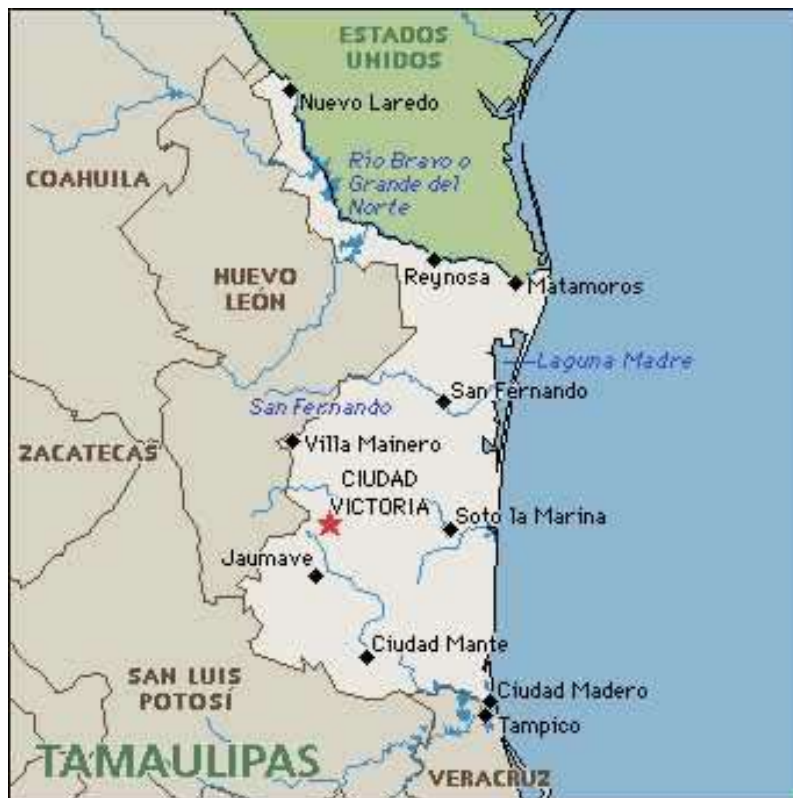 ESTADOS
UNIDOS
Nuevo Laredo
Río Bravo o
Grande del
Norte
COAHUILA
NUEVO
LEÓN
Reynosa
Matamoros
Laguna Madre
San Fernando
San Fernando
ZACATECAS
Villa Mainero
CIUDAD
VICTORIA
Soto la Marina
Jaumave
Ciudad Mante
SAN LUIS
POTOSÍ
Ciudad Madero
Tampico
TAMAULIPAS
VERACRUZ